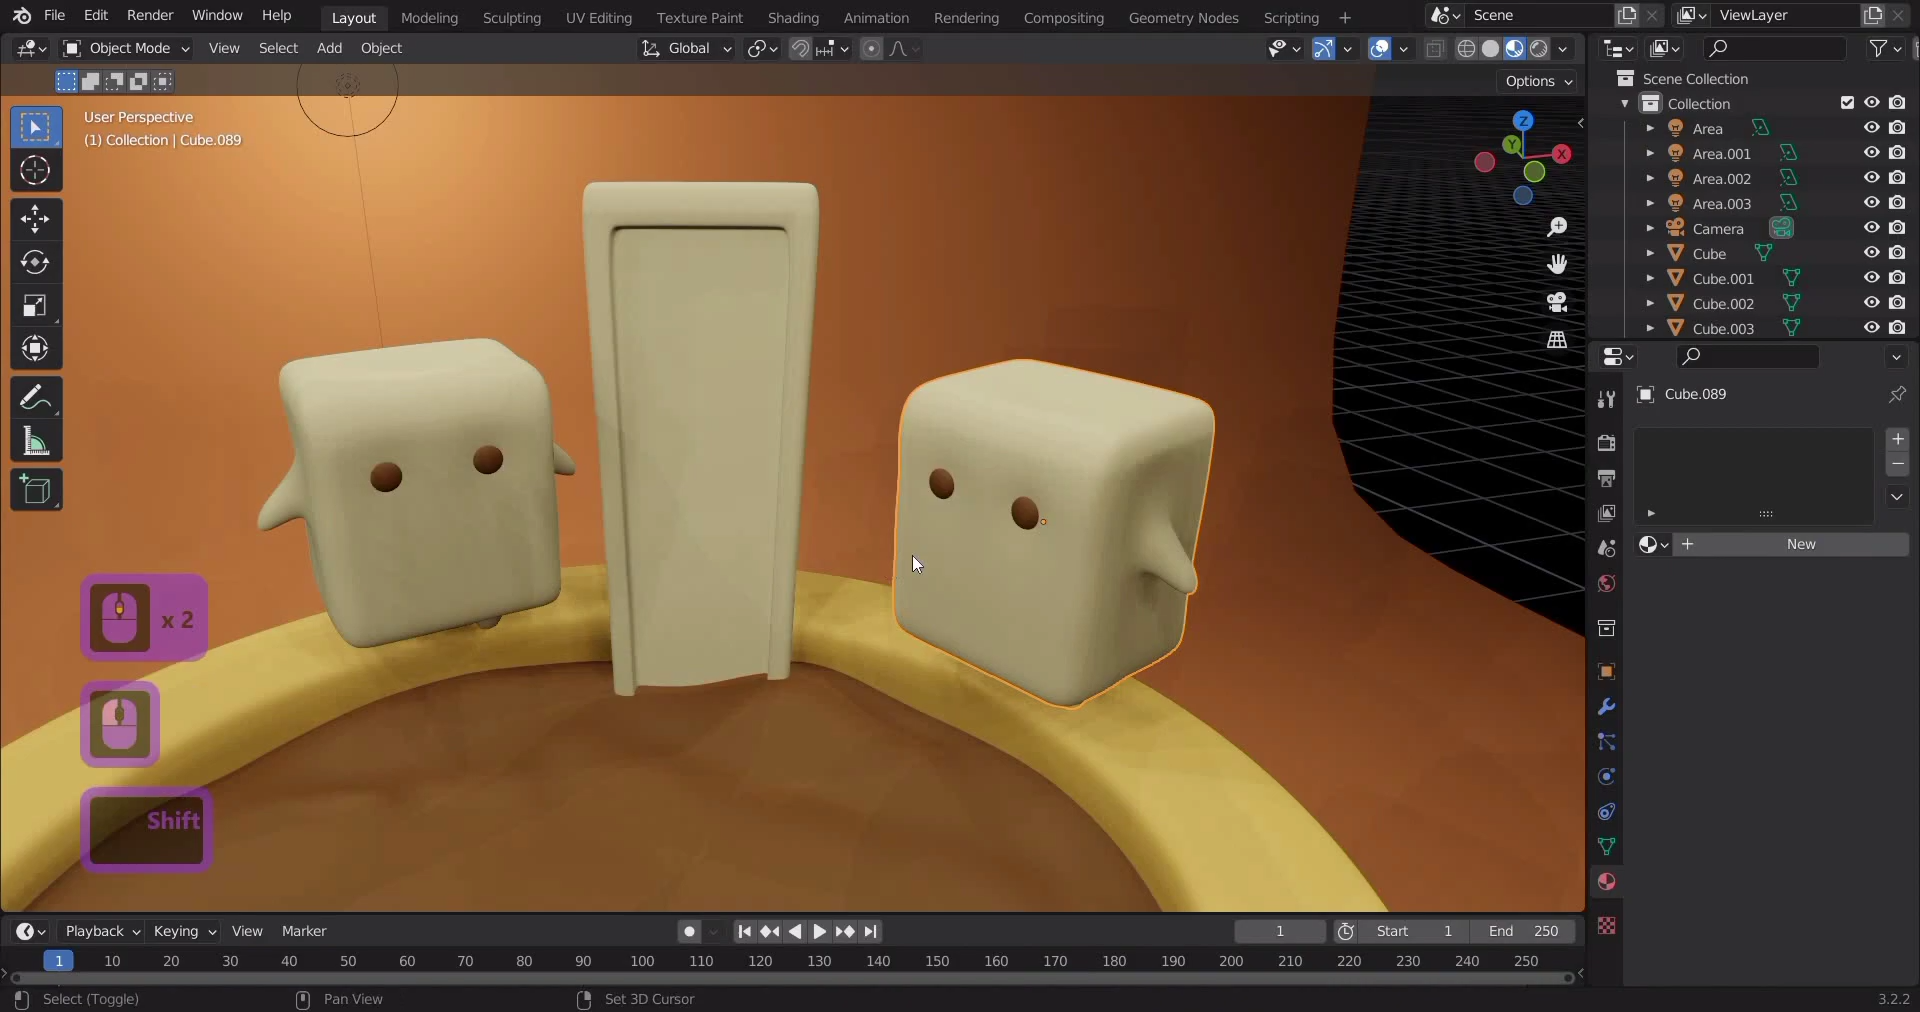 File Edit Render Window Help Layout Modeling Sculpting UV Editing Texture Paint Shading Animation Rendering Compositing Geometry Nodes Scripting Scene ViewLayer
Object Mode View Select Add Object Global
Options
User Perspective
(1) Collection | Cube.089
Z
Y
X
Scene Collection
Collection
Area
Area.001
Area.002
Area.003
Camera
Cube
Cube.001
Cube.002
Cube.003
Cube.089
New
x 2
Shift
Playback Keying View Marker 1 Start 1 End 250
1 10 20 30 40 50 60 70 80 90 100 110 120 130 140 150 160 170 180 190 200 210 220 230 240 250
Select (Toggle) Pan View Set 3D Cursor 3.2.2